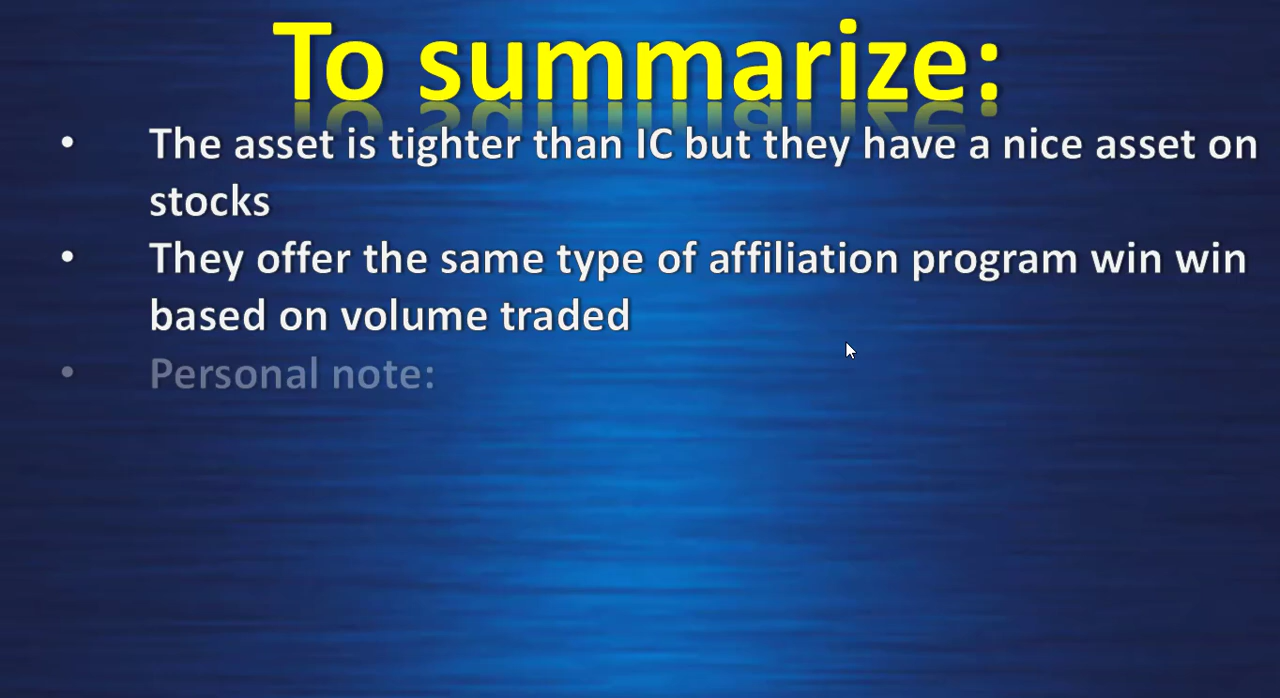 To summarize:
• The asset is tighter than IC but they have a nice asset on
stocks
• They offer the same type of affiliation program win win
based on volume traded
• Personal note: